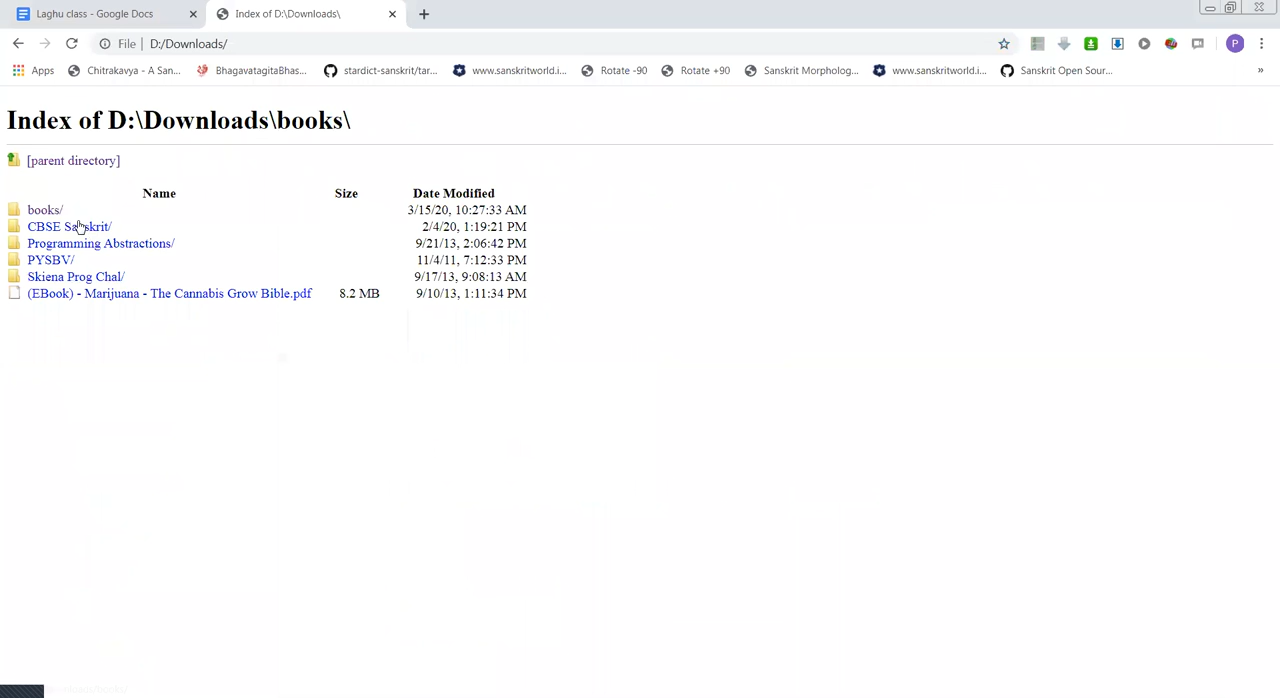 Laghu class - Google Docs
Index of D:\Downloads\
File | D:/Downloads/
P
Apps Chitrakavya - A San... BhagavatagitaBhas... stardict-sanskrit/tar... www.sanskritworld.i... Rotate -90 Rotate +90 Sanskrit Morpholog... www.sanskritworld.i... Sanskrit Open Sour... »
Index of D:\Downloads\books\
[parent directory]
Name Size Date Modified
books/ 3/15/20, 10:27:33 AM
CBSE Sanskrit/ 2/4/20, 1:19:21 PM
Programming Abstractions/ 9/21/13, 2:06:42 PM
PYSBV/ 11/4/11, 7:12:33 PM
Skiena Prog Chal/ 9/17/13, 9:08:13 AM
(EBook) - Marijuana - The Cannabis Grow Bible.pdf 8.2 MB 9/10/13, 1:11:34 PM